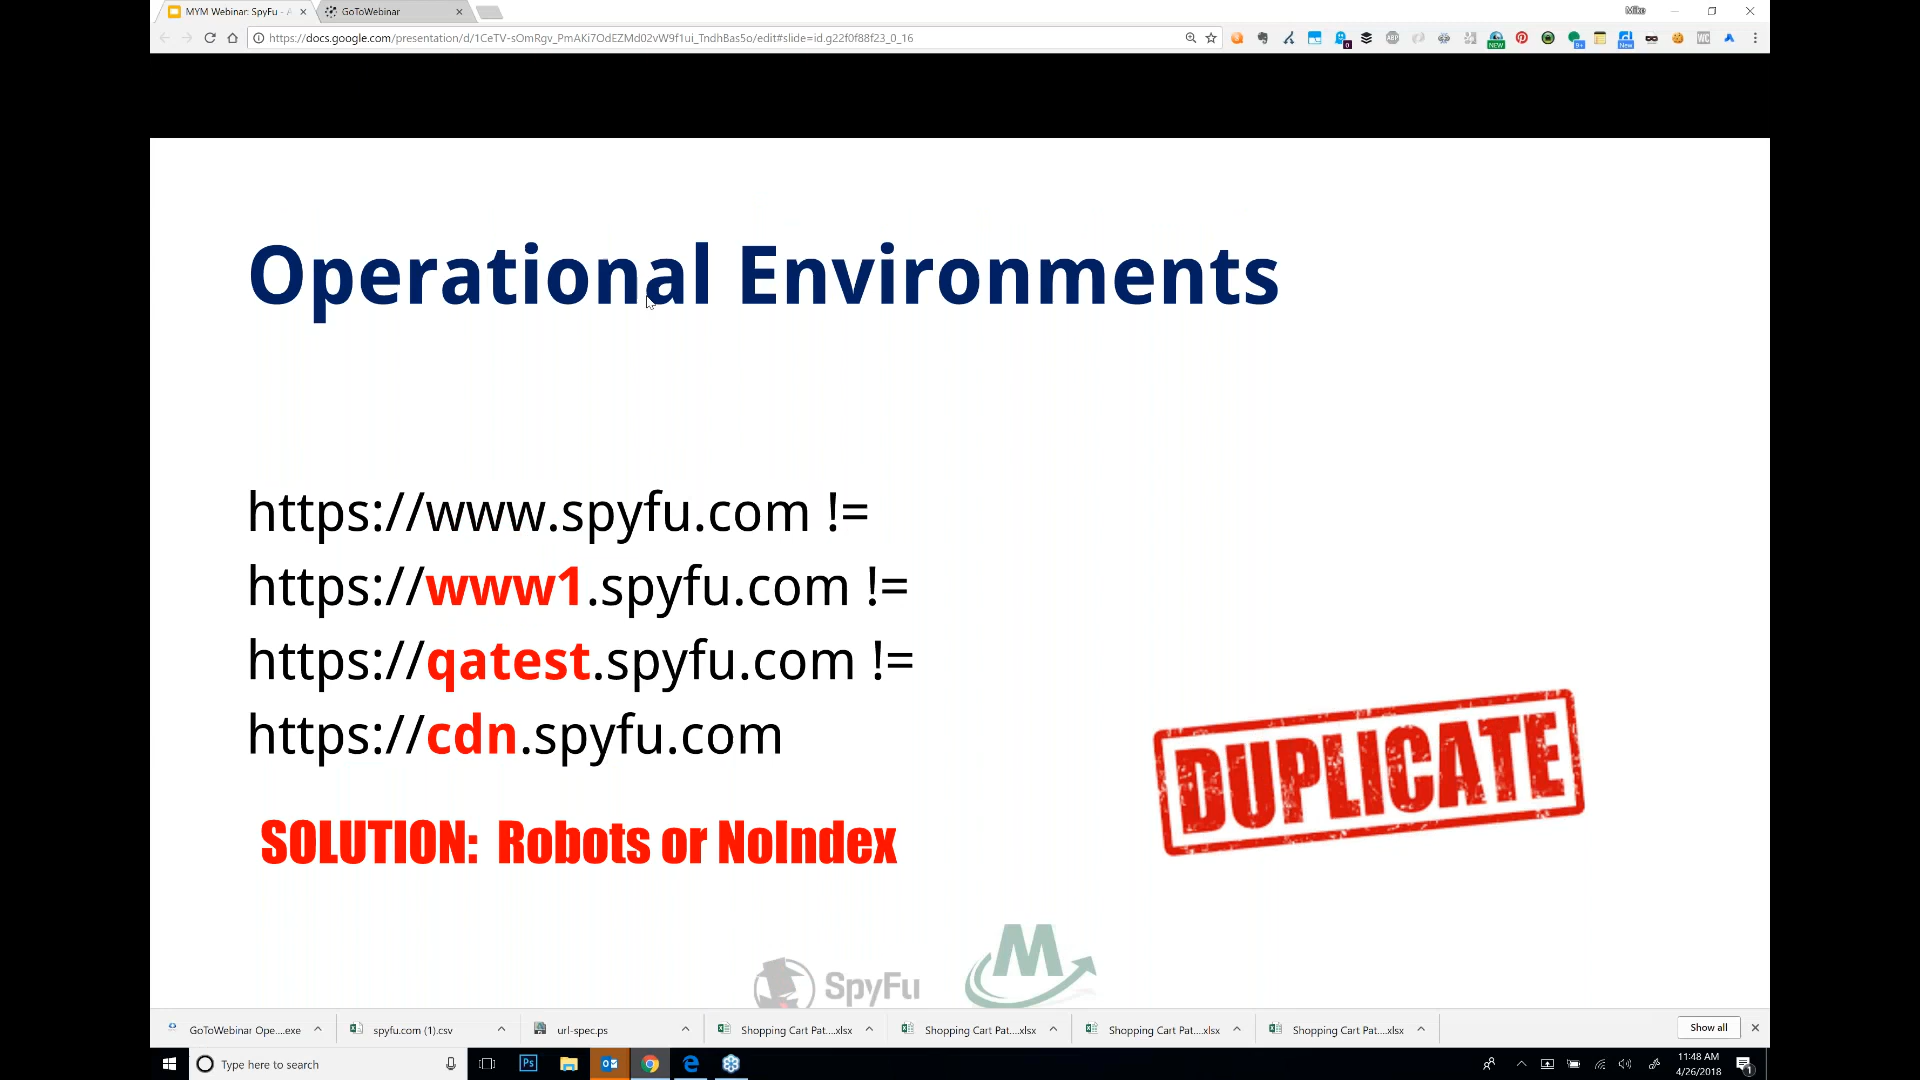 MYM Webinar: SpyFu - A
GoToWebinar
Mike
https://docs.google.com/presentation/d/1CeTV-sOmRgv_PmAKi7OdEZMd02vW9f1ui_TndhBas5o/edit#slide=id.g22f0f88f23_0_16
Operational Environments
https://www.spyfu.com !=
https://www1.spyfu.com !=
https://qatest.spyfu.com !=
https://cdn.spyfu.com
DUPLICATE
SOLUTION: Robots or NoIndex
SpyFu
M
GoToWebinar Ope....exe
spyfu.com (1).csv
url-spec.ps
Shopping Cart Pat....xlsx
Shopping Cart Pat....xlsx
Shopping Cart Pat....xlsx
Shopping Cart Pat....xlsx
Show all
Type here to search
Ps
11:48 AM
4/26/2018